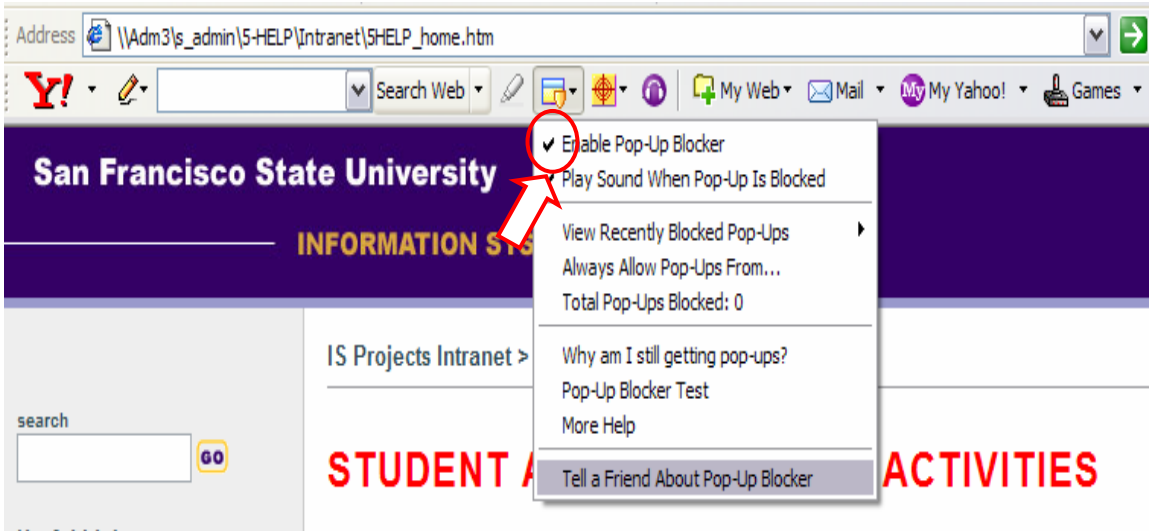 Address \\Adm3\s_admin\5-HELP\Intranet\5HELP_home.htm
Y! Search Web My Web Mail My My Yahoo! Games
Enable Pop-Up Blocker
Play Sound When Pop-Up Is Blocked
View Recently Blocked Pop-Ups
Always Allow Pop-Ups From...
Total Pop-Ups Blocked: 0
Why am I still getting pop-ups?
Pop-Up Blocker Test
More Help
Tell a Friend About Pop-Up Blocker
San Francisco State University
INFORMATION
IS Projects Intranet >
search
GO
STUDENT A ACTIVITIES